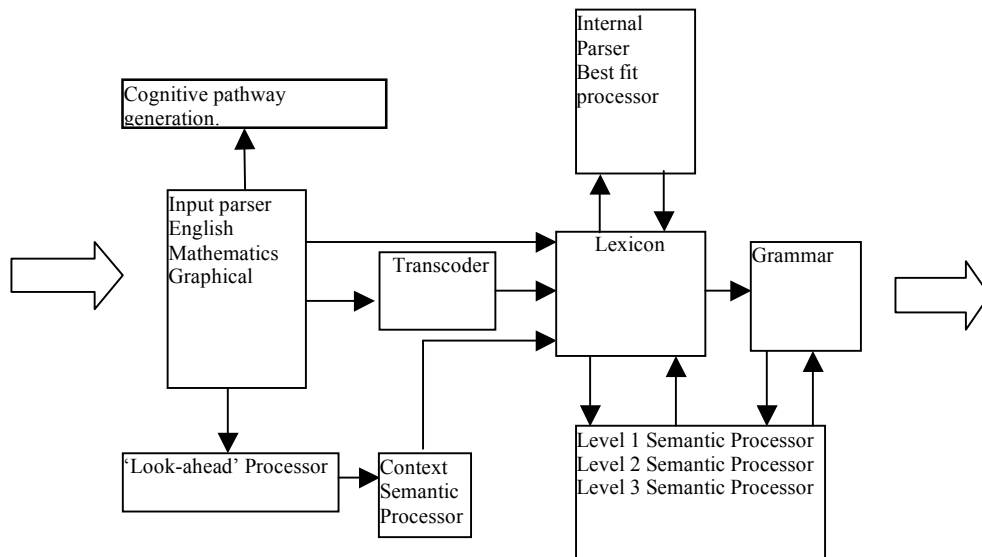 Internal
Parser
Best fit
processor
Cognitive pathway
generation.
Input parser
English
Mathematics
Graphical
Transcoder
Lexicon
Grammar
'Look-ahead' Processor
Context
Semantic
Processor
Level 1 Semantic Processor
Level 2 Semantic Processor
Level 3 Semantic Processor